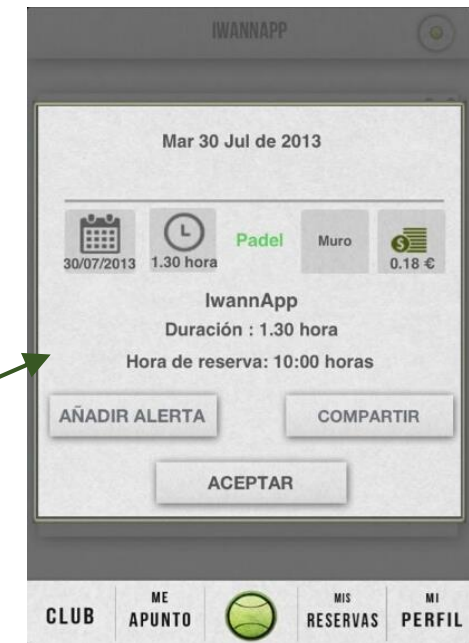 IWANNAPP
Mar 30 Jul de 2013
30/07/2013
1.30 hora
Padel
Muro
0.18 €
IwannApp
Duración : 1.30 hora
Hora de reserva: 10:00 horas
AÑADIR ALERTA
COMPARTIR
ACEPTAR
CLUB
ME
APUNTO
MIS
RESERVAS
MI
PERFIL